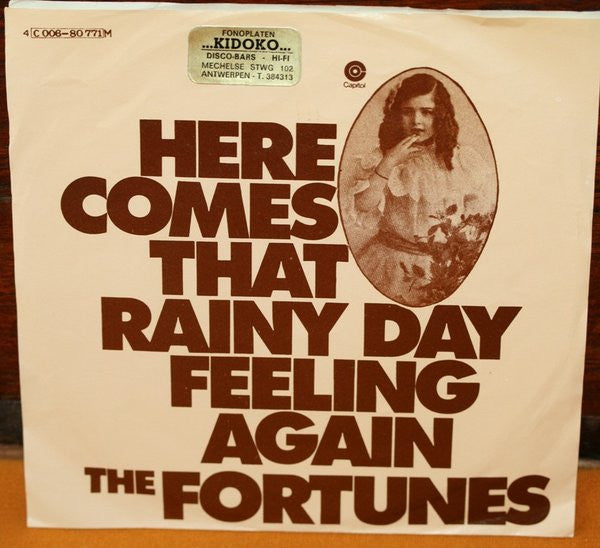 4 C 006-80 771 M
FONOPLATEN
...KIDOKO...
DISCO-BARS - HI-FI
MECHELSE STWG 102
ANTWERPEN - T. 384313
Capitol
HERE
COMES
THAT
RAINY DAY
FEELING
AGAIN
THE FORTUNES